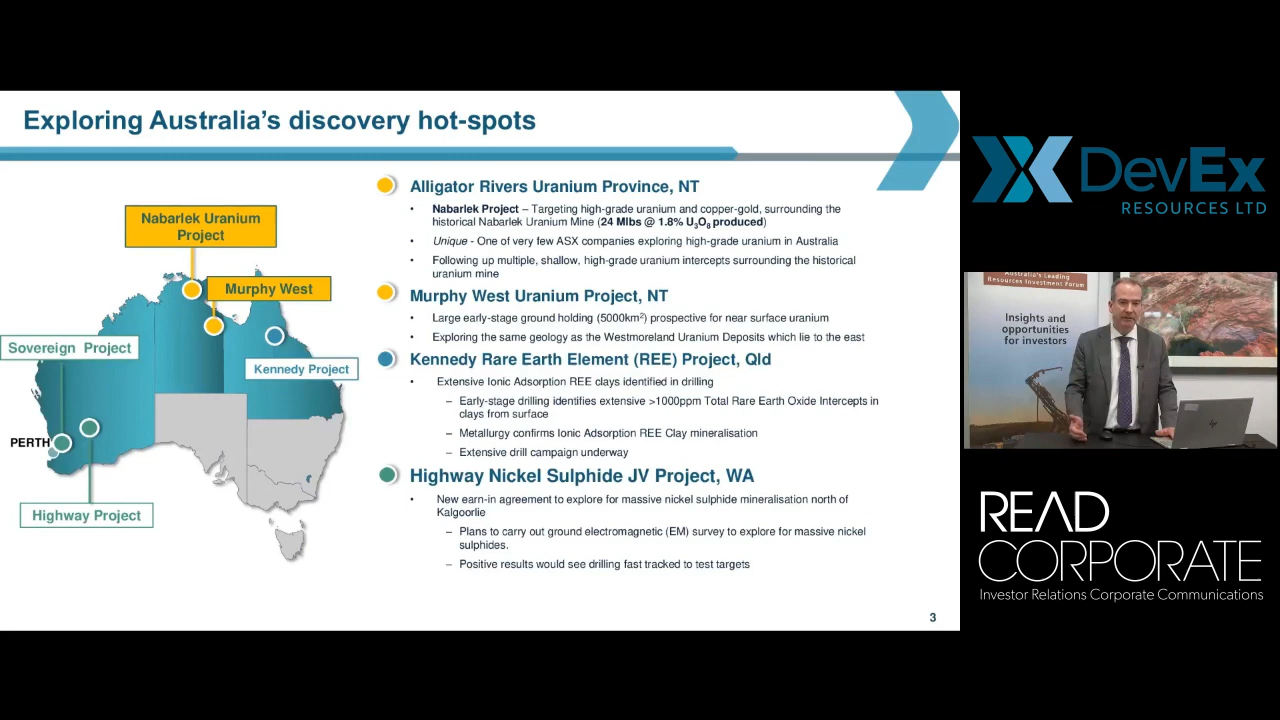 Exploring Australia's discovery hot-spots
Nabarlek Uranium
Project
Murphy West
Sovereign Project
Kennedy Project
PERTH
Highway Project
Alligator Rivers Uranium Province, NT
• Nabarlek Project – Targeting high-grade uranium and copper-gold, surrounding the
historical Nabarlek Uranium Mine (24 Mlbs @ 1.8% U3O8 produced)
• Unique - One of very few ASX companies exploring high-grade uranium in Australia
• Following up multiple, shallow, high-grade uranium intercepts surrounding the historical
uranium mine
Murphy West Uranium Project, NT
• Large early-stage ground holding (5000km²) prospective for near surface uranium
• Exploring the same geology as the Westmoreland Uranium Deposits which lie to the east
Kennedy Rare Earth Element (REE) Project, Qld
• Extensive Ionic Adsorption REE clays identified in drilling
– Early-stage drilling identifies extensive >1000ppm Total Rare Earth Oxide Intercepts in
clays from surface
– Metallurgy confirms Ionic Adsorption REE Clay mineralisation
– Extensive drill campaign underway
Highway Nickel Sulphide JV Project, WA
• New earn-in agreement to explore for massive nickel sulphide mineralisation north of
Kalgoorlie
– Plans to carry out ground electromagnetic (EM) survey to explore for massive nickel
sulphides.
– Positive results would see drilling fast tracked to test targets
3
DevEx
RESOURCES LTD
Australia's Leading
Resources Investment Forum
Insights and
opportunities
for investors
READ
CORPORATE
Investor Relations Corporate Communications